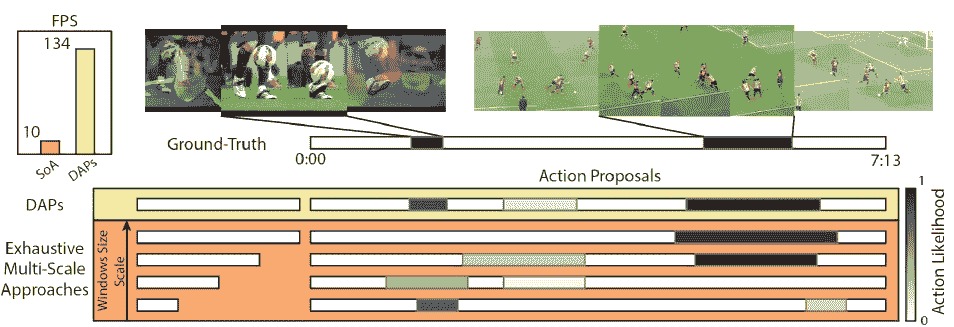 FPS
134
10
SoA
DAPs
Ground-Truth
0:00
7:13
Action Proposals
DAPs
Exhaustive
Multi-Scale
Approaches
Windows Size
Scale
1
Action Likelihood
0